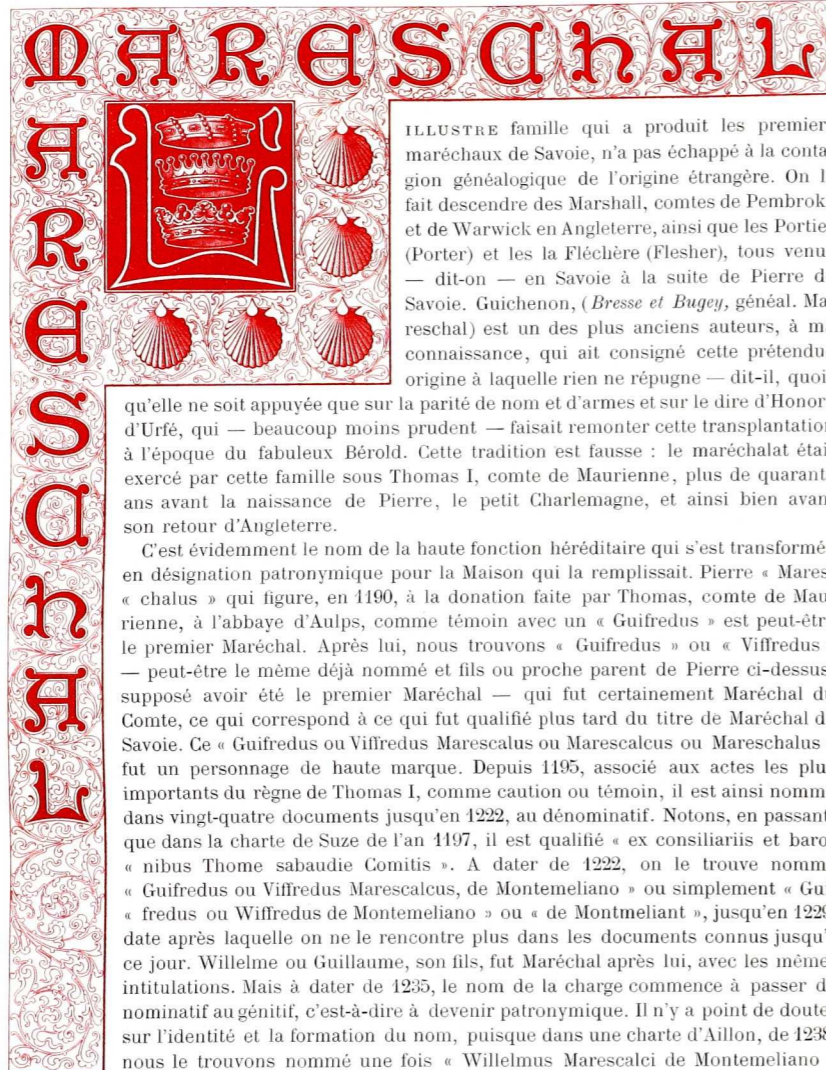 MARESCHAL
MARESCHAL
L'
ILLUSTRE famille qui a produit les premier
maréchaux de Savoie, n'a pas échappé à la conta
gion généalogique de l'origine étrangère. On l
fait descendre des Marshall, comtes de Pembrok
et de Warwick en Angleterre, ainsi que les Portie
(Porter) et les la Fléchère (Flesher), tous venu
— dit-on — en Savoie à la suite de Pierre d
Savoie. Guichenon, (Bresse et Bugey, généal. Ma
reschal) est un des plus anciens auteurs, à m
connaissance, qui ait consigné cette prétendu
origine à laquelle rien ne répugne — dit-il, quoi
qu'elle ne soit appuyée que sur la parité de nom et d'armes et sur le dire d'Honor
d'Urfé, qui — beaucoup moins prudent — faisait remonter cette transplantation
à l'époque du fabuleux Bérold. Cette tradition est fausse : le maréchalat étai
exercé par cette famille sous Thomas I, comte de Maurienne, plus de quarant
ans avant la naissance de Pierre, le petit Charlemagne, et ainsi bien avan
son retour d'Angleterre.
C'est évidemment le nom de la haute fonction héréditaire qui s'est transformé
en désignation patronymique pour la Maison qui la remplissait. Pierre « Mares
« chalus » qui figure, en 1190, à la donation faite par Thomas, comte de Mau
rienne, à l'abbaye d'Aulps, comme témoin avec un « Guifredus » est peut-êtr
le premier Maréchal. Après lui, nous trouvons « Guifredus » ou « Viffredus
— peut-être le même déjà nommé et fils ou proche parent de Pierre ci-dessus
supposé avoir été le premier Maréchal — qui fut certainement Maréchal d
Comte, ce qui correspond à ce qui fut qualifié plus tard du titre de Maréchal d
Savoie. Ce « Guifredus ou Viffredus Marescalus ou Marescalcus ou Mareschalus
fut un personnage de haute marque. Depuis 1195, associé aux actes les plu
importants du règne de Thomas I, comme caution ou témoin, il est ainsi nomm
dans vingt-quatre documents jusqu'en 1222, au dénominatif. Notons, en passant
que dans la charte de Suze de l'an 1197, il est qualifié « ex consiliariis et baro
« nibus Thome sabaudie Comitis ». A dater de 1222, on le trouve nomm
« Guifredus ou Viffredus Marescalcus, de Montemeliano » ou simplement « Gui
« fredus ou Wiffredus de Montemeliano » ou « de Montmeliant », jusqu'en 1229
date après laquelle on ne le rencontre plus dans les documents connus jusqu'
ce jour. Willelme ou Guillaume, son fils, fut Maréchal après lui, avec les même
intitulations. Mais à dater de 1235, le nom de la charge commence à passer d
nominatif au génitif, c'est-à-dire à devenir patronymique. Il n'y a point de doute
sur l'identité et la formation du nom, puisque dans une charte d'Aillon, de 1238
nous le trouvons nommé une fois « Willelmus Marescalci de Montemeliano